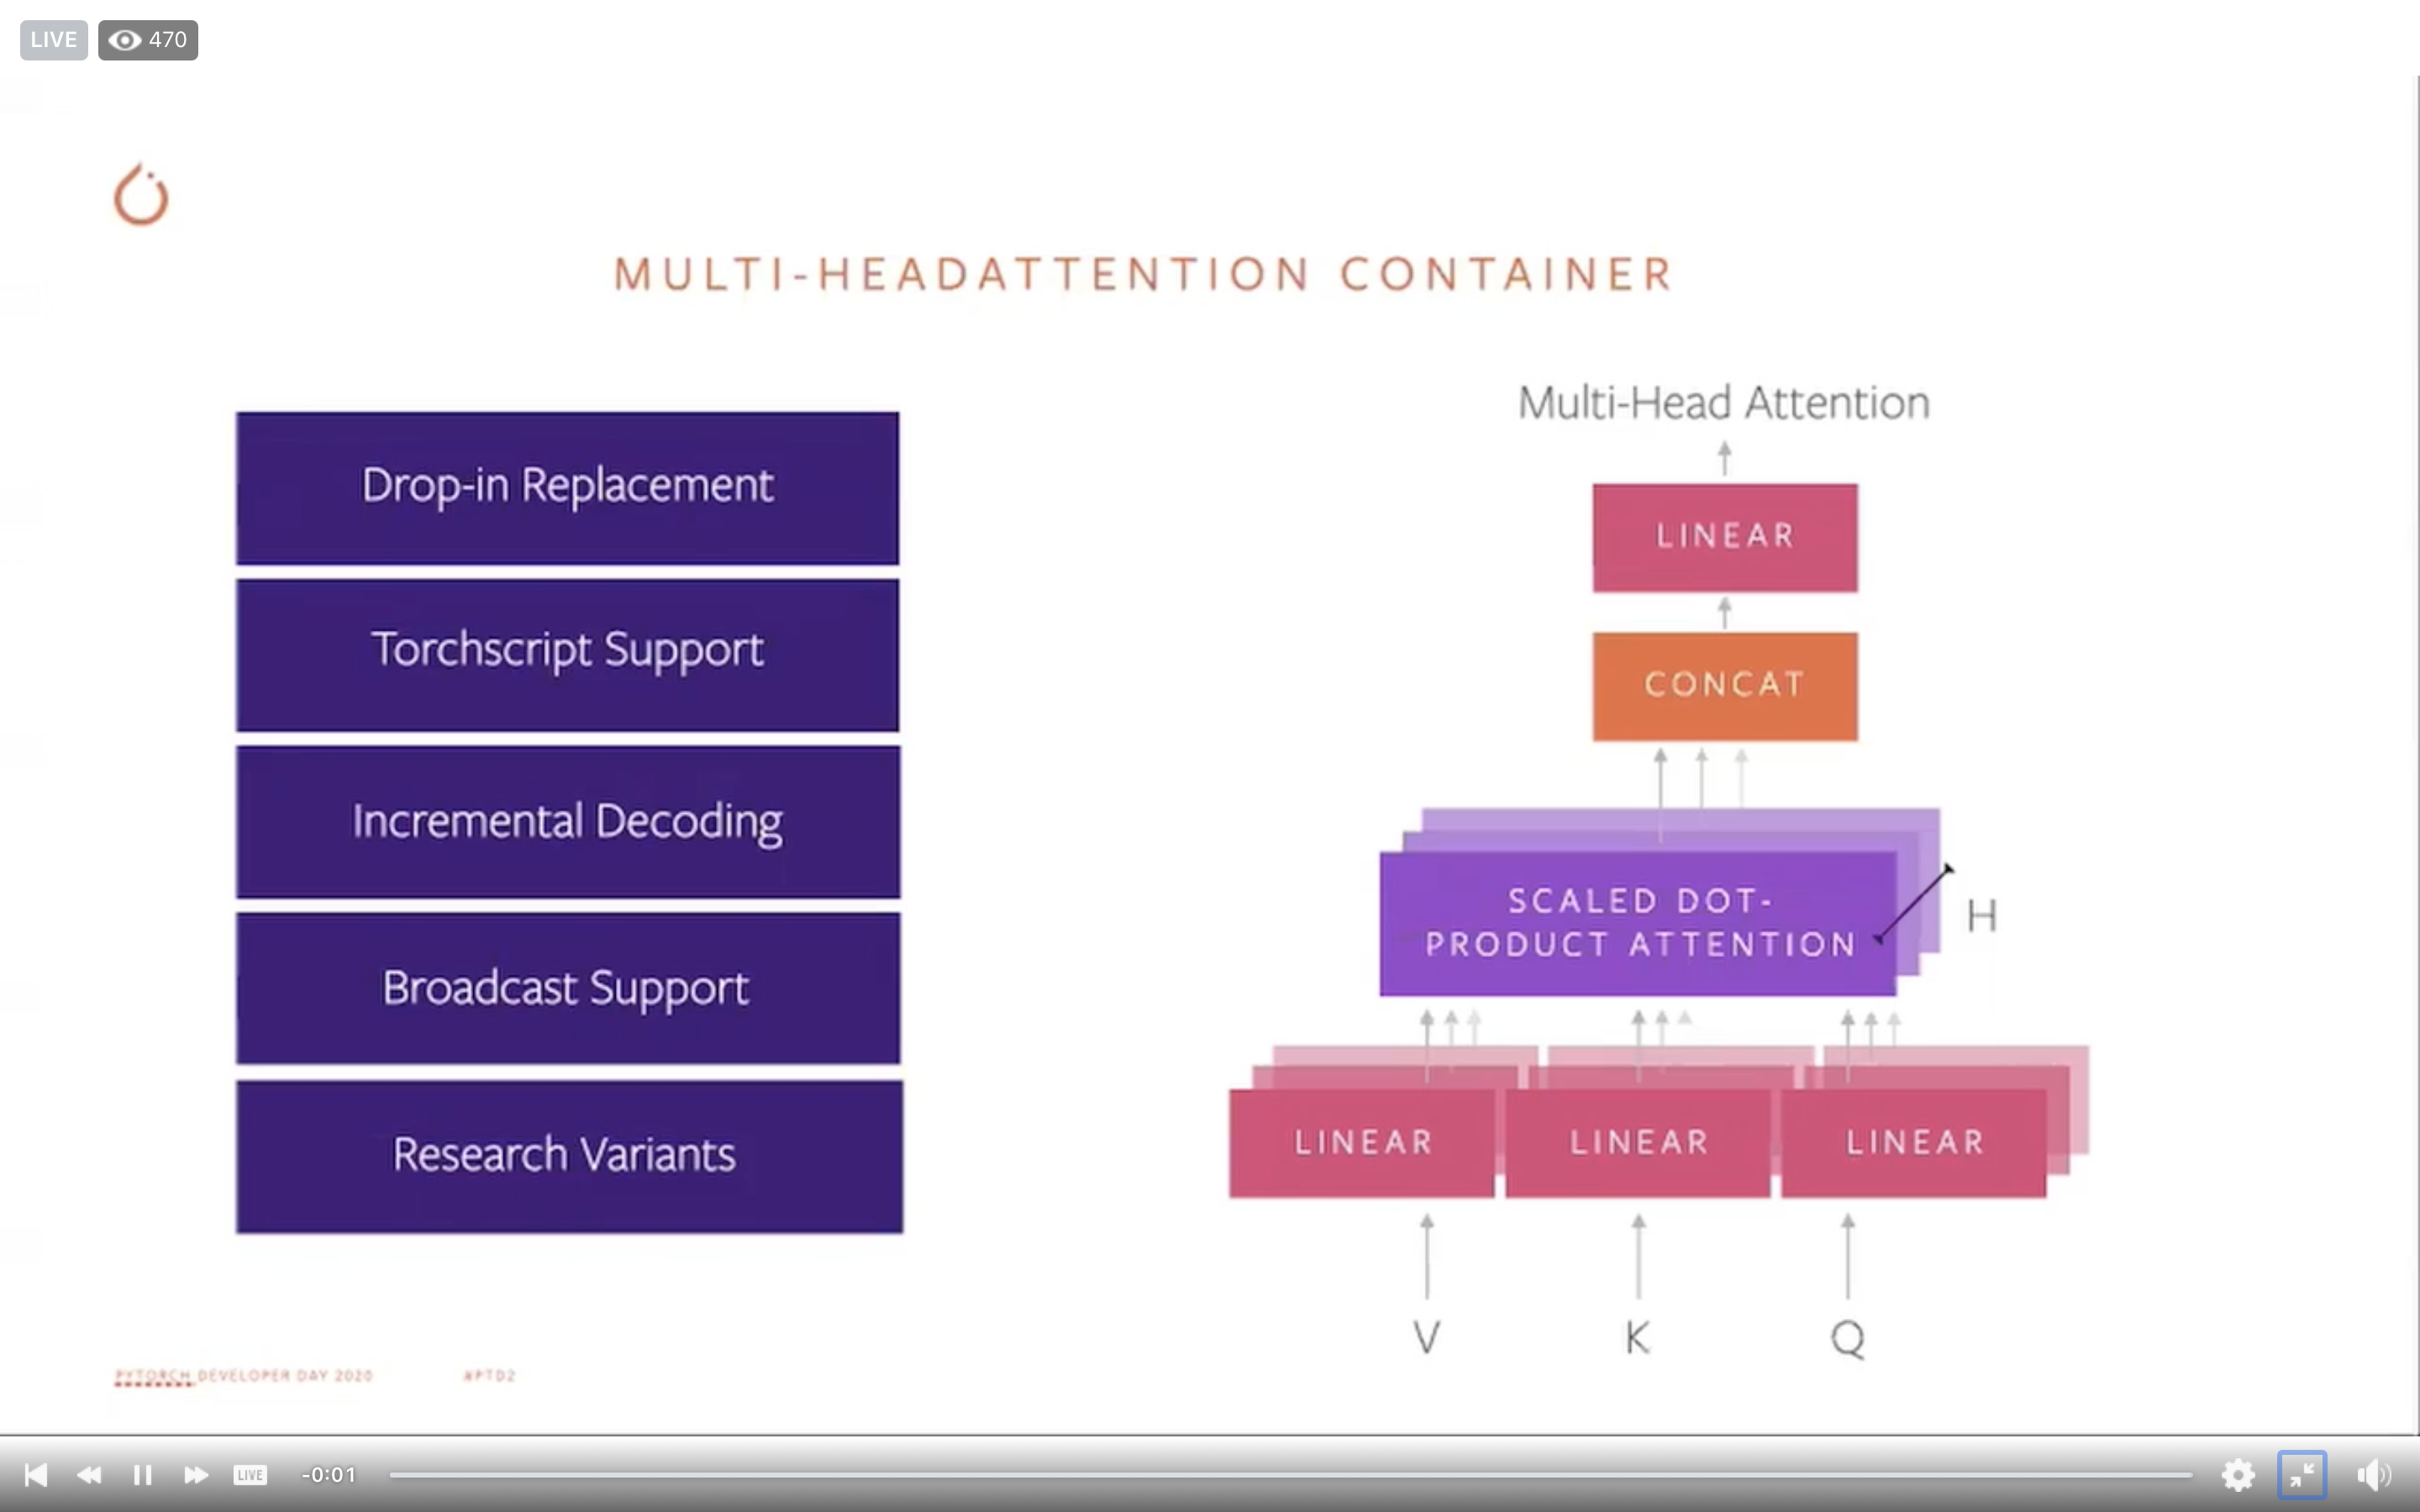 LIVE 470
MULTI-HEADATTENTION CONTAINER
Drop-in Replacement
Torchscript Support
Incremental Decoding
Broadcast Support
Research Variants
Multi-Head Attention
LINEAR
CONCAT
SCALED DOT-
PRODUCT ATTENTION
H
LINEAR LINEAR LINEAR
V K Q
PYTORCH DEVELOPER DAY 2020 #PTD2
LIVE -0:01